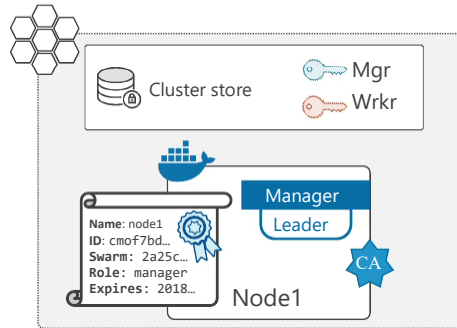 Cluster store
Mgr
Wrkr
Manager
Leader
Name: node1
ID: cmof7bd…
Swarm: 2a25c…
Role: manager
Expires: 2018…
CA
Node1